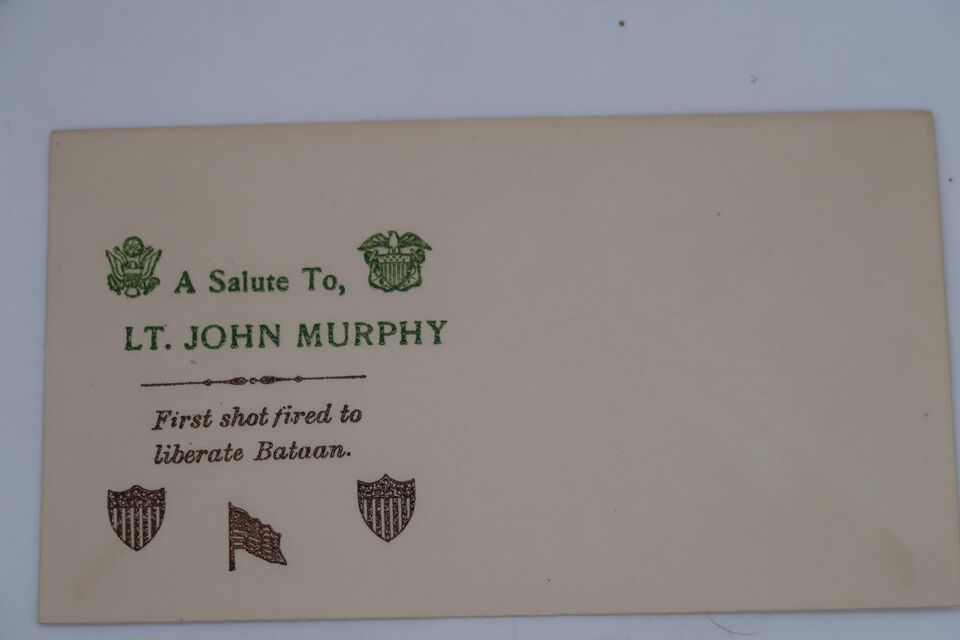 A Salute To,
LT. JOHN MURPHY
First shot fired to
liberate Bataan.